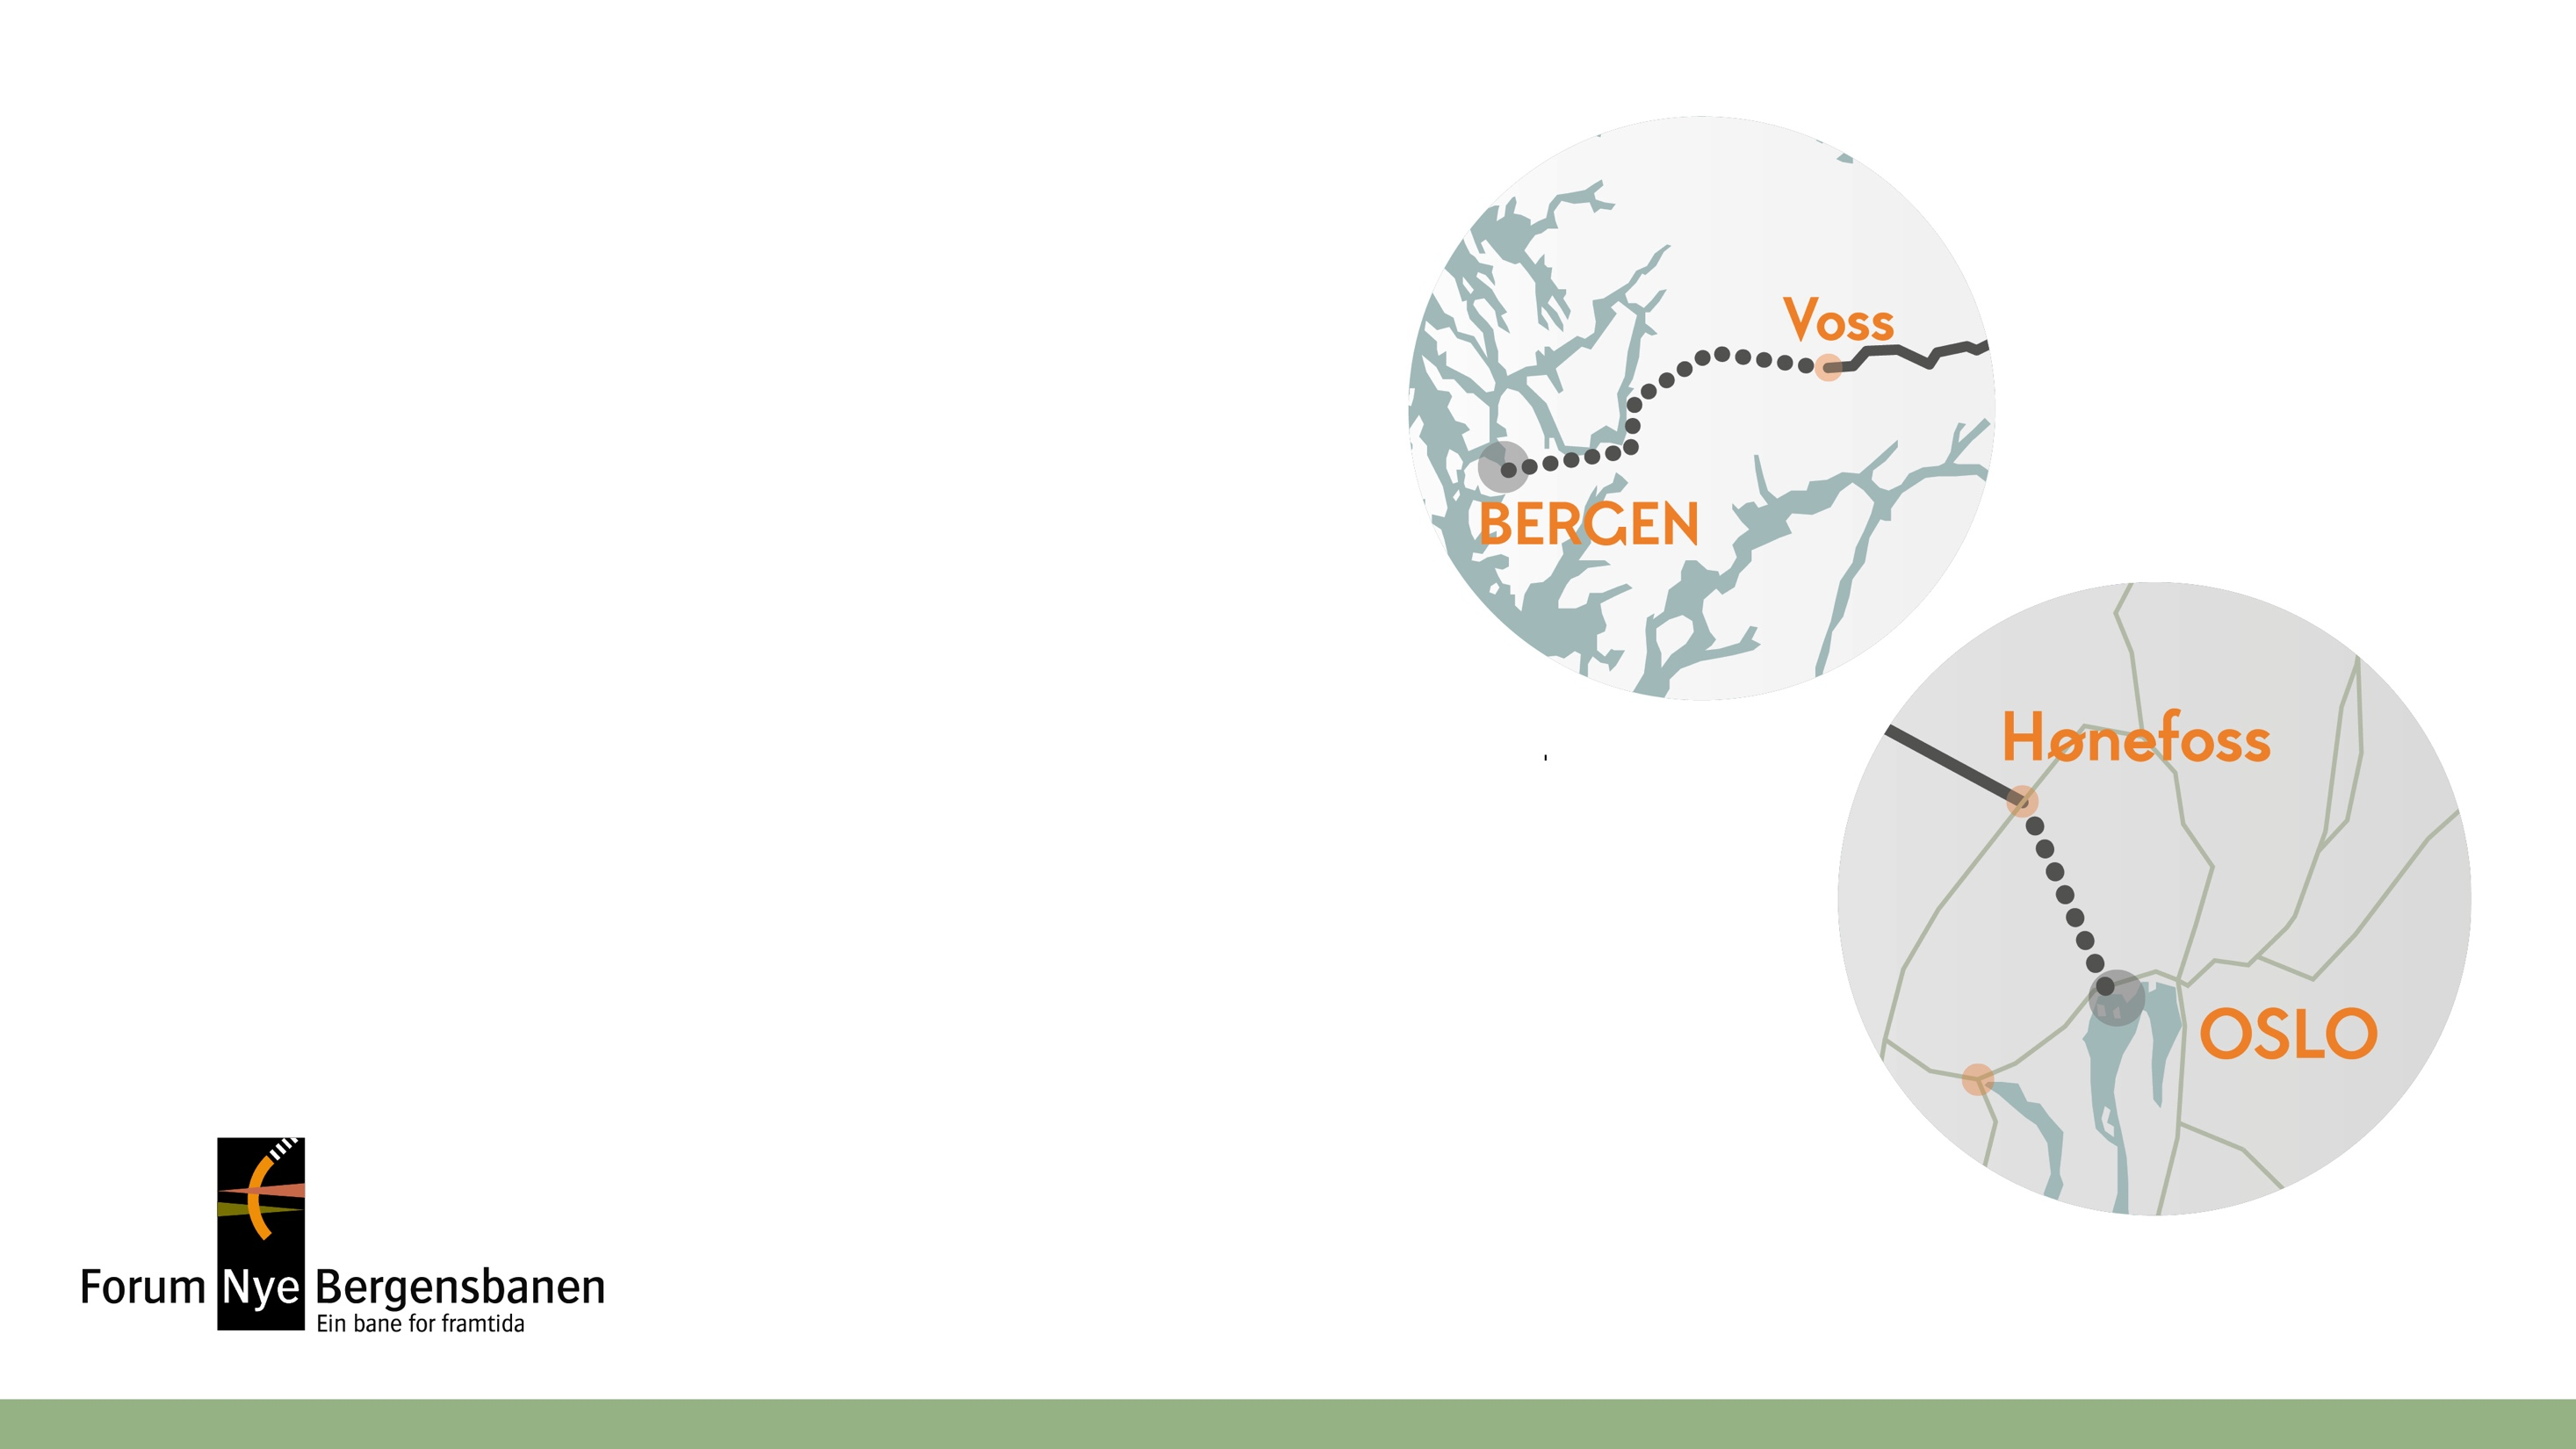 Voss
BERGEN
Hønefoss
OSLO
Forum Nye Bergensbanen
Ein bane for framtida